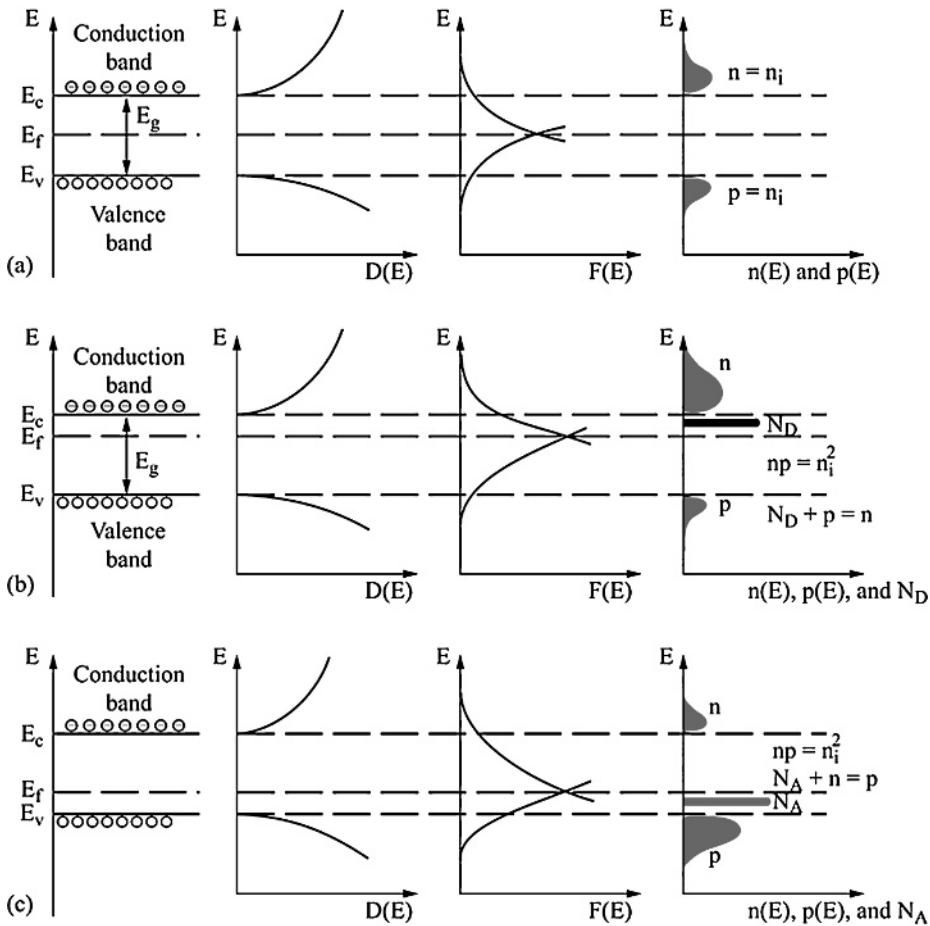 E
Conduction
band
⊖ ⊖ ⊖ ⊖ ⊖ ⊖ ⊖
E_c
E_g
E_f
E_v
Valence
band
(a)
E
D(E)
E
F(E)
E
n = n_i
p = n_i
n(E) and p(E)
E
Conduction
band
⊖ ⊖ ⊖ ⊖ ⊖ ⊖ ⊖
E_c
E_f
E_g
E_v
Valence
band
(b)
E
D(E)
E
F(E)
E
n
N_D
np = n_i^2
p
N_D + p = n
n(E), p(E), and N_D
E
Conduction
band
⊖ ⊖ ⊖ ⊖ ⊖ ⊖ ⊖
E_c
E_f
E_v
(c)
E
D(E)
E
F(E)
E
n
np = n_i^2
N_A + n = p
N_A
p
n(E), p(E), and N_A